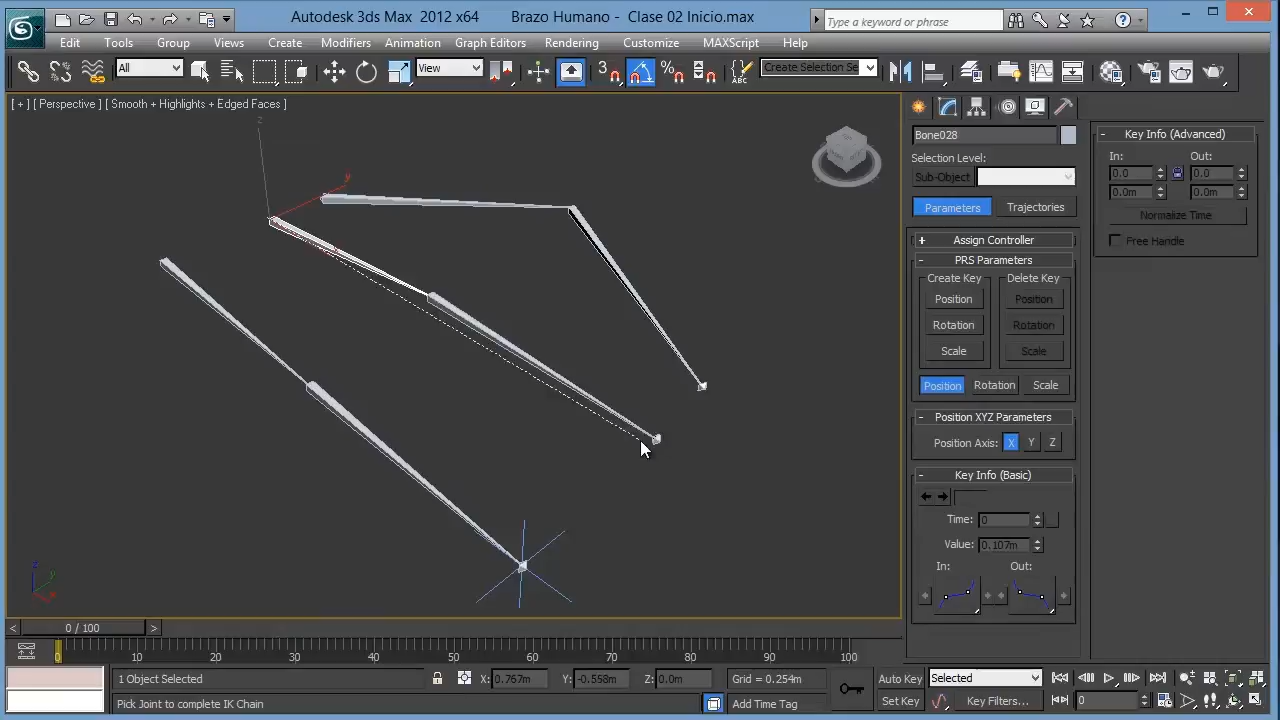 Autodesk 3ds Max 2012 x64 Brazo Humano - Clase 02 Inicio.max
Type a keyword or phrase
Edit Tools Group Views Create Modifiers Animation Graph Editors Rendering Customize MAXScript Help
All View 3 Create Selection Se
[ + ] [ Perspective ] [ Smooth + Highlights + Edged Faces ]
z
y
Bone028
Selection Level:
Sub-Object
Parameters Trajectories
+ Assign Controller
- PRS Parameters
Create Key Delete Key
Position Position
Rotation Rotation
Scale Scale
Position Rotation Scale
- Position XYZ Parameters
Position Axis: X Y Z
- Key Info (Basic)
Time: 0
Value: 0.107m
In: Out:
- Key Info (Advanced)
In: Out:
0.0 0.0
0.0m 0.0m
Normalize Time
Free Handle
z
y
< 0 / 100 >
0 10 20 30 40 50 60 70 80 90 100
1 Object Selected X: 0.767m Y: -0.558m Z: 0.0m Grid = 0.254m Auto Key Selected
Pick Joint to complete IK Chain Add Time Tag Set Key Key Filters... 0